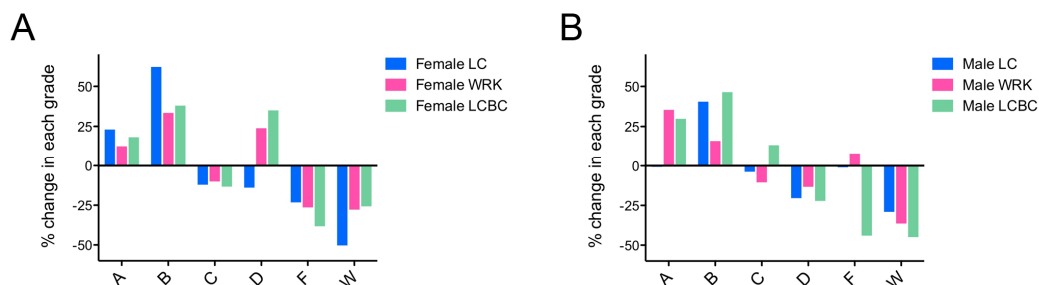 A
% change in each grade
50
25
0
-25
-50
A
B
C
D
F
W
Female LC
Female WRK
Female LCBC
B
% change in each grade
50
25
0
-25
-50
A
B
C
D
F
W
Male LC
Male WRK
Male LCBC